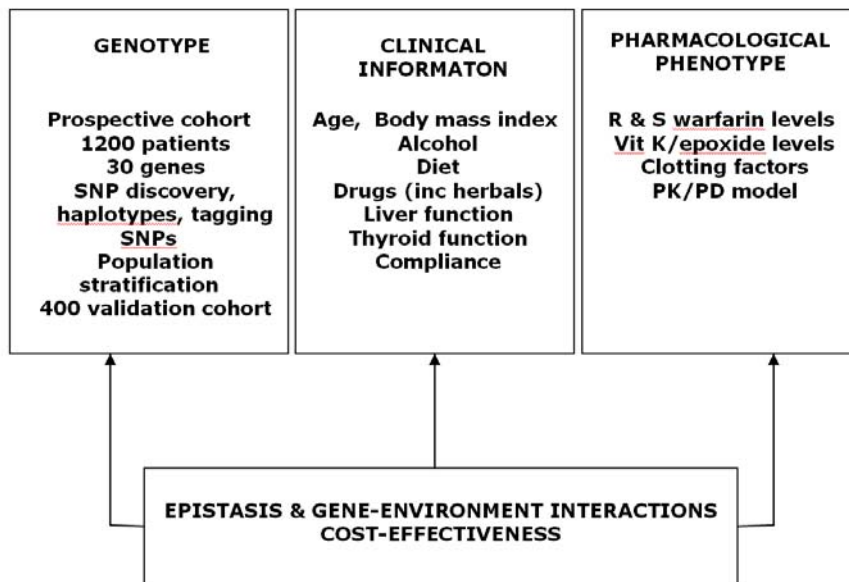 GENOTYPE
Prospective cohort
1200 patients
30 genes
SNP discovery,
haplotypes, tagging
SNPs
Population
stratification
400 validation cohort
CLINICAL
INFORMATON
Age, Body mass index
Alcohol
Diet
Drugs (inc herbals)
Liver function
Thyroid function
Compliance
PHARMACOLOGICAL
PHENOTYPE
R & S warfarin levels
Vit K/epoxide levels
Clotting factors
PK/PD model
EPISTASIS & GENE-ENVIRONMENT INTERACTIONS
COST-EFFECTIVENESS